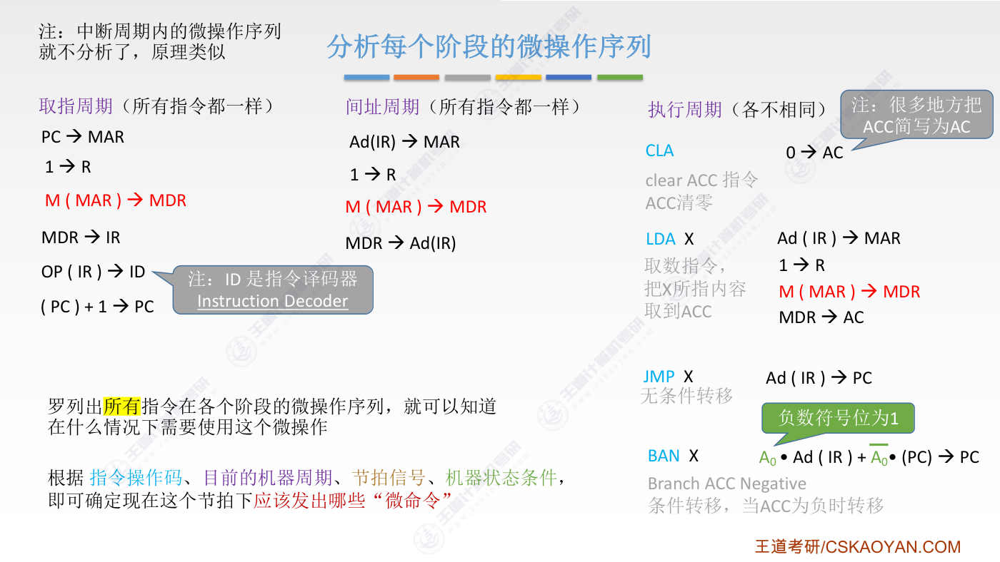 注：中断周期内的微操作序列
就不分析了，原理类似
分析每个阶段的微操作序列
取指周期（所有指令都一样）
PC → MAR
1 → R
M ( MAR ) → MDR
MDR → IR
OP ( IR ) → ID
( PC ) + 1 → PC
注：ID 是指令译码器
Instruction Decoder
间址周期（所有指令都一样）
Ad(IR) → MAR
1 → R
M ( MAR ) → MDR
MDR → Ad(IR)
执行周期（各不相同）
注：很多地方把
ACC简写为AC
CLA
0 → AC
clear ACC 指令
ACC清零
LDA X
取数指令，
把X所指内容
取到ACC
Ad ( IR ) → MAR
1 → R
M ( MAR ) → MDR
MDR → AC
JMP X
Ad ( IR ) → PC
无条件转移
负数符号位为1
BAN X
A₀ • Ad ( IR ) + A̅₀ • (PC) → PC
Branch ACC Negative
条件转移，当ACC为负时转移
罗列出所有指令在各个阶段的微操作序列，就可以知道
在什么情况下需要使用这个微操作
根据 指令操作码、目前的机器周期、节拍信号、机器状态条件，
即可确定现在这个节拍下应该发出哪些“微命令”
王道考研/CSKAOYAN.COM